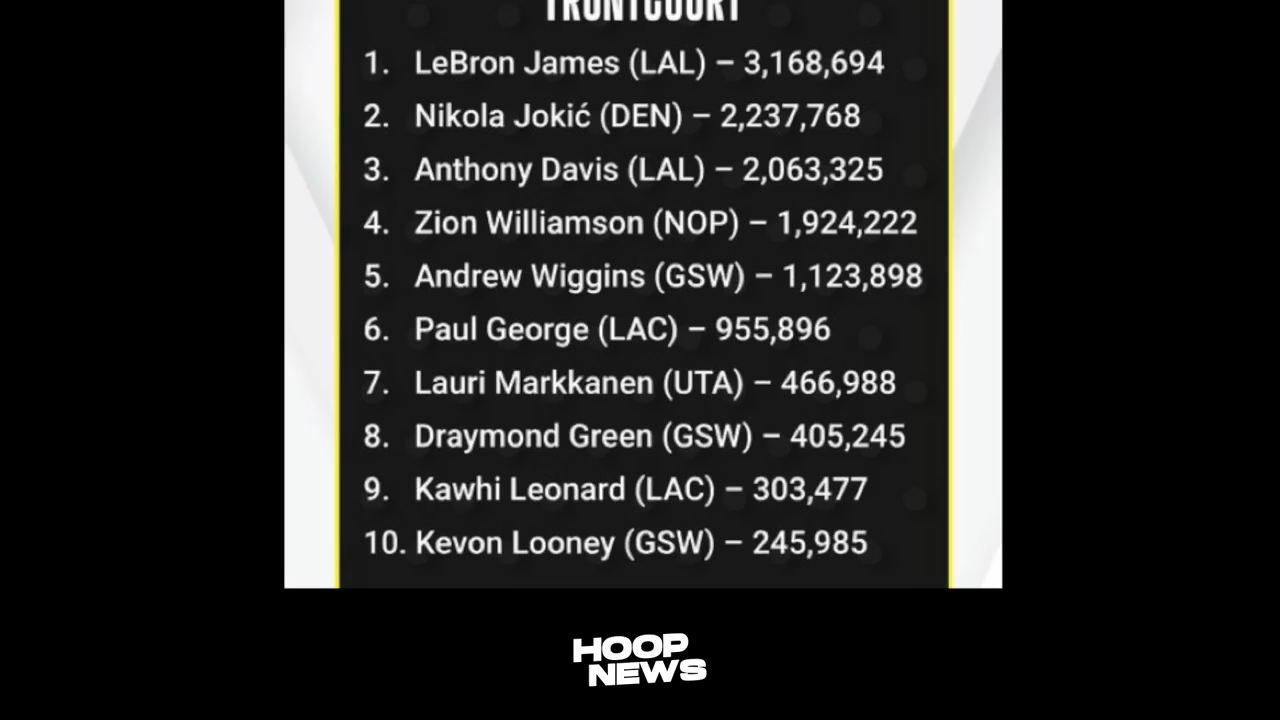 FRONTCOURT
1. LeBron James (LAL) – 3,168,694
2. Nikola Jokić (DEN) – 2,237,768
3. Anthony Davis (LAL) – 2,063,325
4. Zion Williamson (NOP) – 1,924,222
5. Andrew Wiggins (GSW) – 1,123,898
6. Paul George (LAC) – 955,896
7. Lauri Markkanen (UTA) – 466,988
8. Draymond Green (GSW) – 405,245
9. Kawhi Leonard (LAC) – 303,477
10. Kevon Looney (GSW) – 245,985
HOOP
NEWS